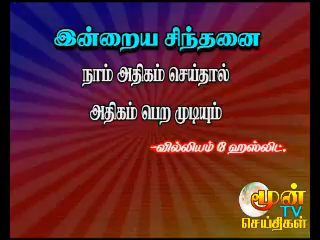 இன்றைய சிந்தனை
நாம் அதிகம் செய்தால்
அதிகம் பெற முடியும்
-வில்லியம் ஹேஸ்லிட்.
மூன்
TV
செய்திகள்